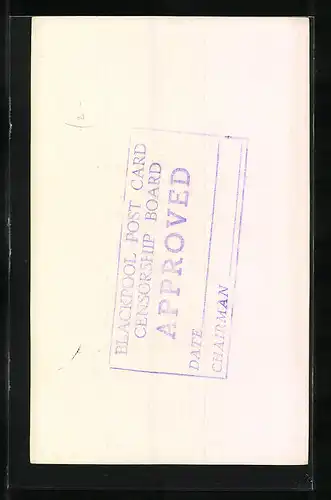 BLACKPOOL POST CARD
CENSORSHIP BOARD
APPROVED
DATE
CHAIRMAN